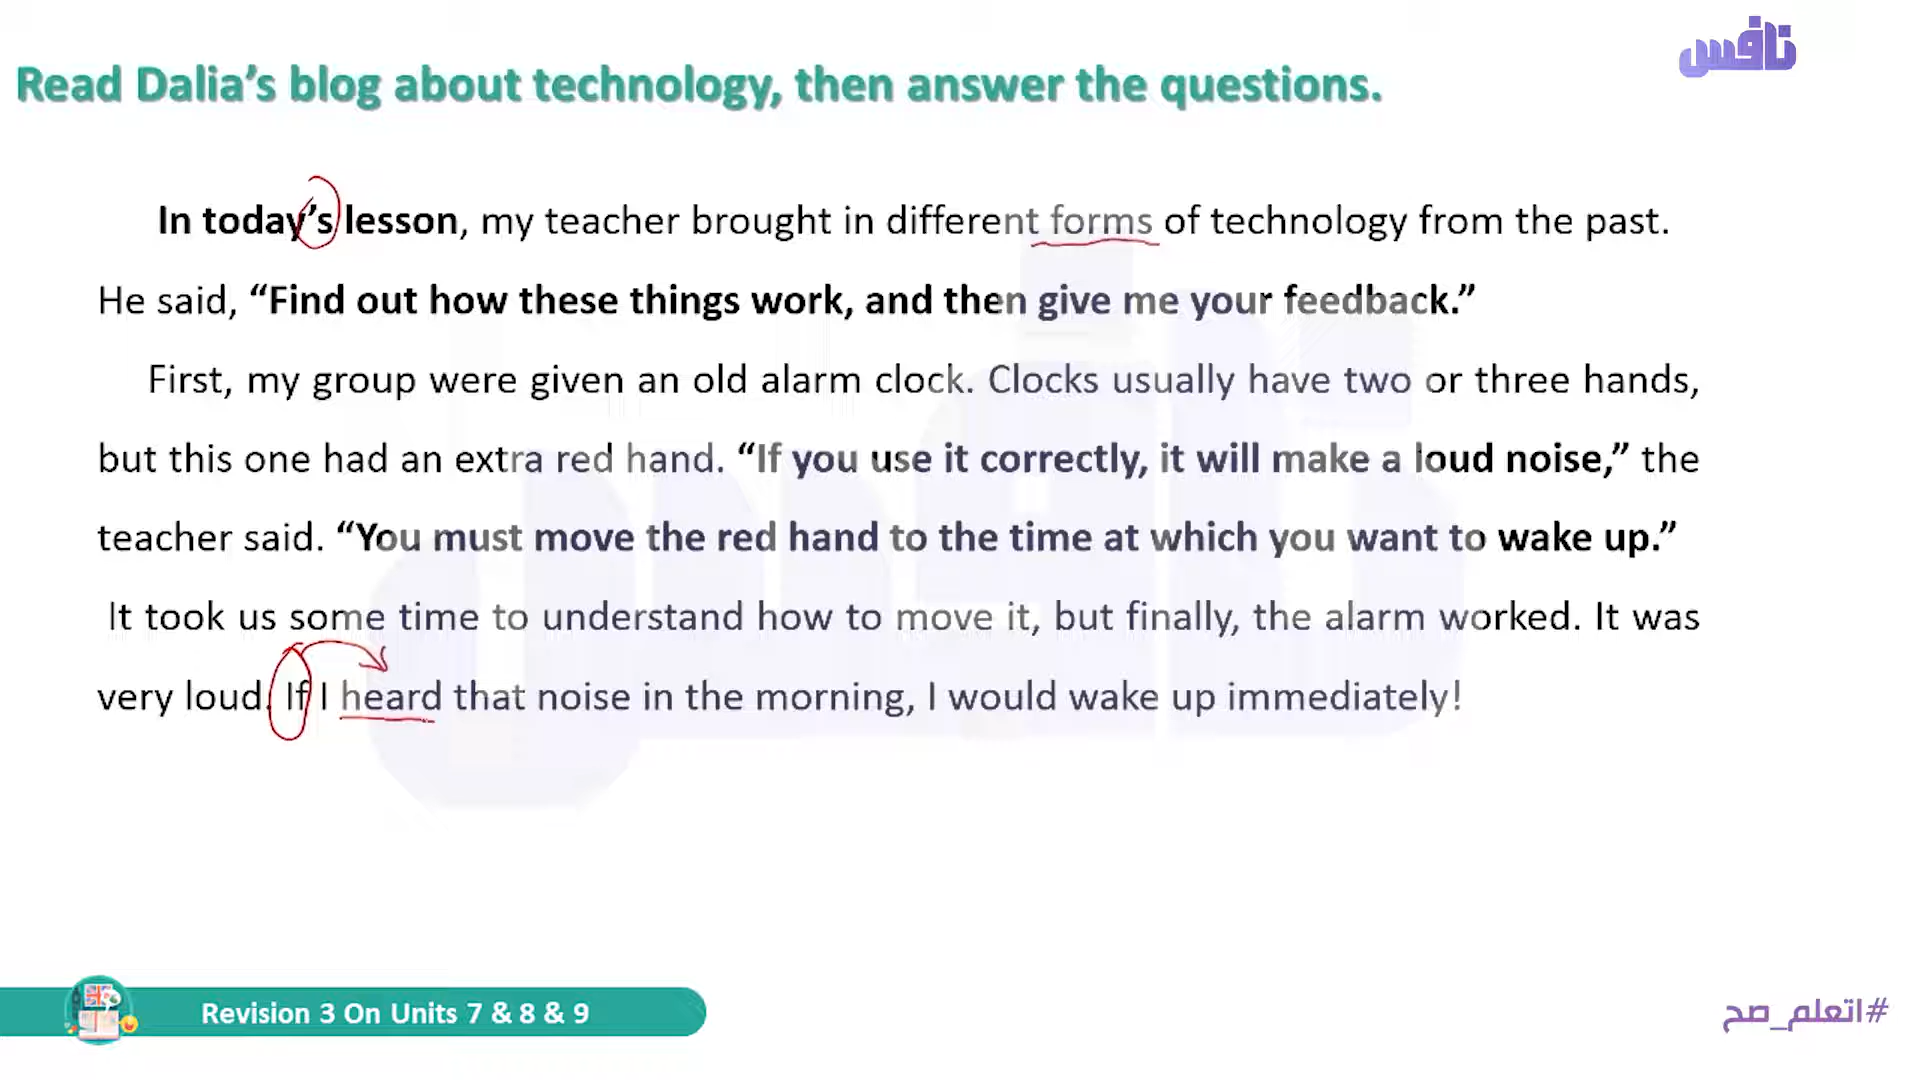 نافس
Read Dalia’s blog about technology, then answer the questions.
In today’s lesson, my teacher brought in different forms of technology from the past.
He said, “Find out how these things work, and then give me your feedback.”
First, my group were given an old alarm clock. Clocks usually have two or three hands,
but this one had an extra red hand. “If you use it correctly, it will make a loud noise,” the
teacher said. “You must move the red hand to the time at which you want to wake up.”
It took us some time to understand how to move it, but finally, the alarm worked. It was
very loud. If I heard that noise in the morning, I would wake up immediately!
Revision 3 On Units 7 & 8 & 9
#اتعلم_صح